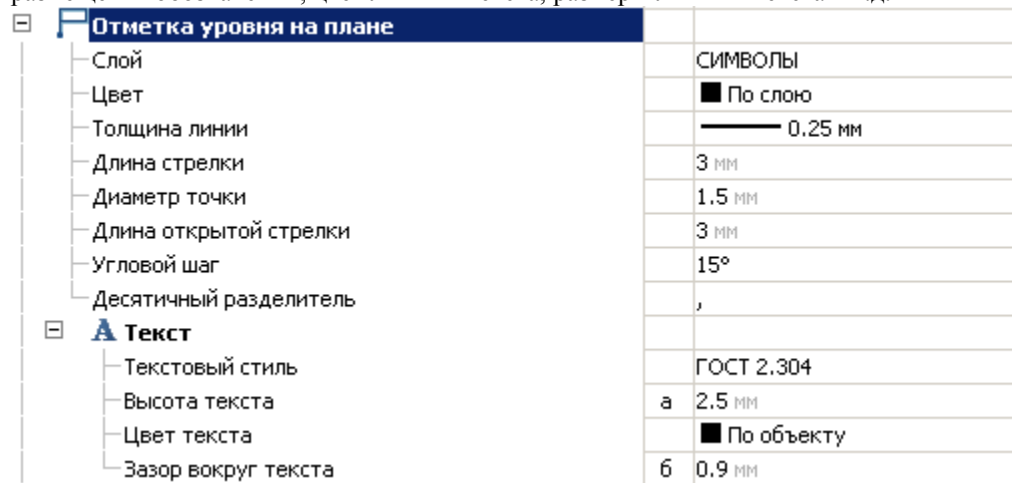 Отметка уровня на плане
Слой СИМВОЛЫ
Цвет По слою
Толщина линии 0.25 мм
Длина стрелки 3 мм
Диаметр точки 1.5 мм
Длина открытой стрелки 3 мм
Угловой шаг 15°
Десятичный разделитель ,
А Текст
Текстовый стиль ГОСТ 2.304
Высота текста а 2.5 мм
Цвет текста По объекту
Зазор вокруг текста б 0.9 мм